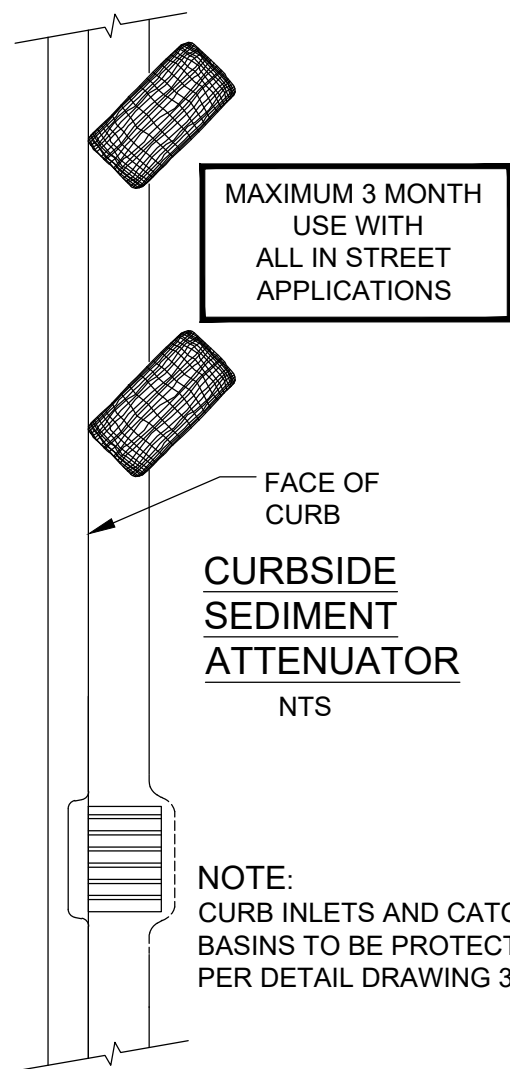 MAXIMUM 3 MONTH
USE WITH
ALL IN STREET
APPLICATIONS
FACE OF
CURB
CURBSIDE
SEDIMENT
ATTENUATOR
NTS
NOTE:
CURB INLETS AND
BASINS TO BE
PER DETAIL DRAWING